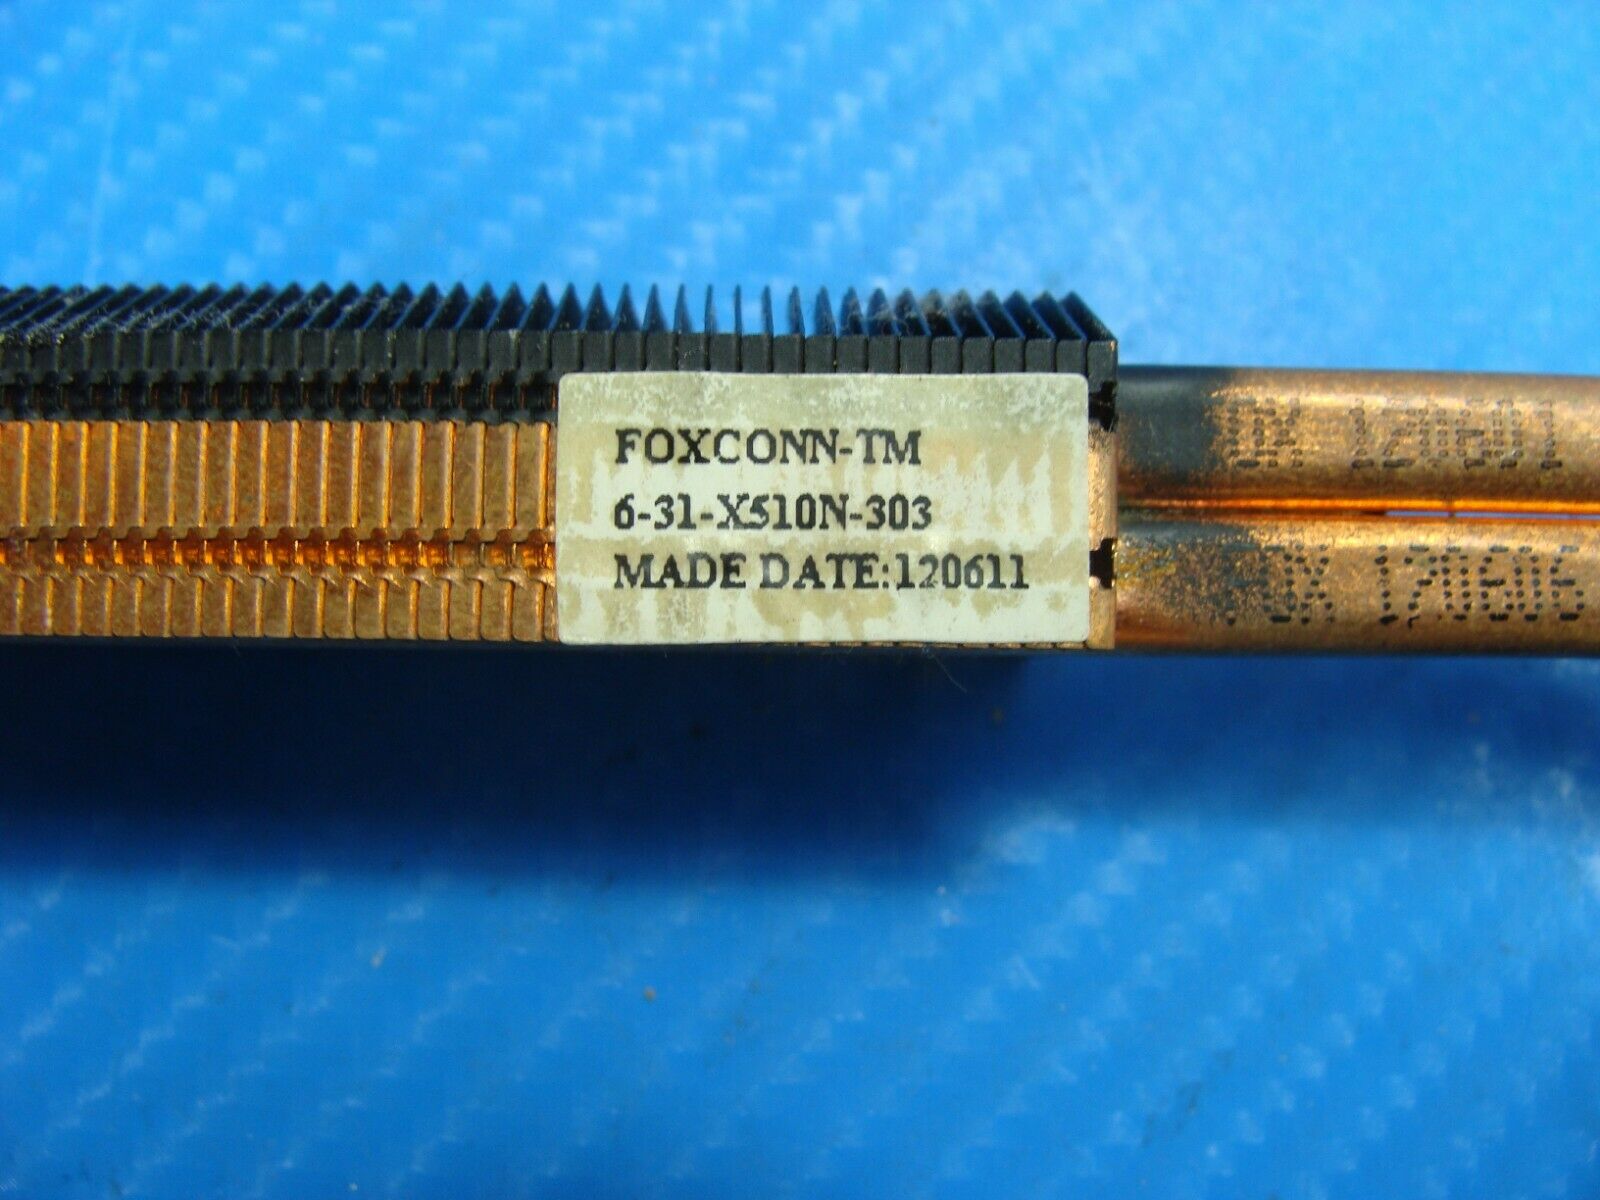 FOXCONN-TM
6-31-X510N-303
MADE DATE:120611